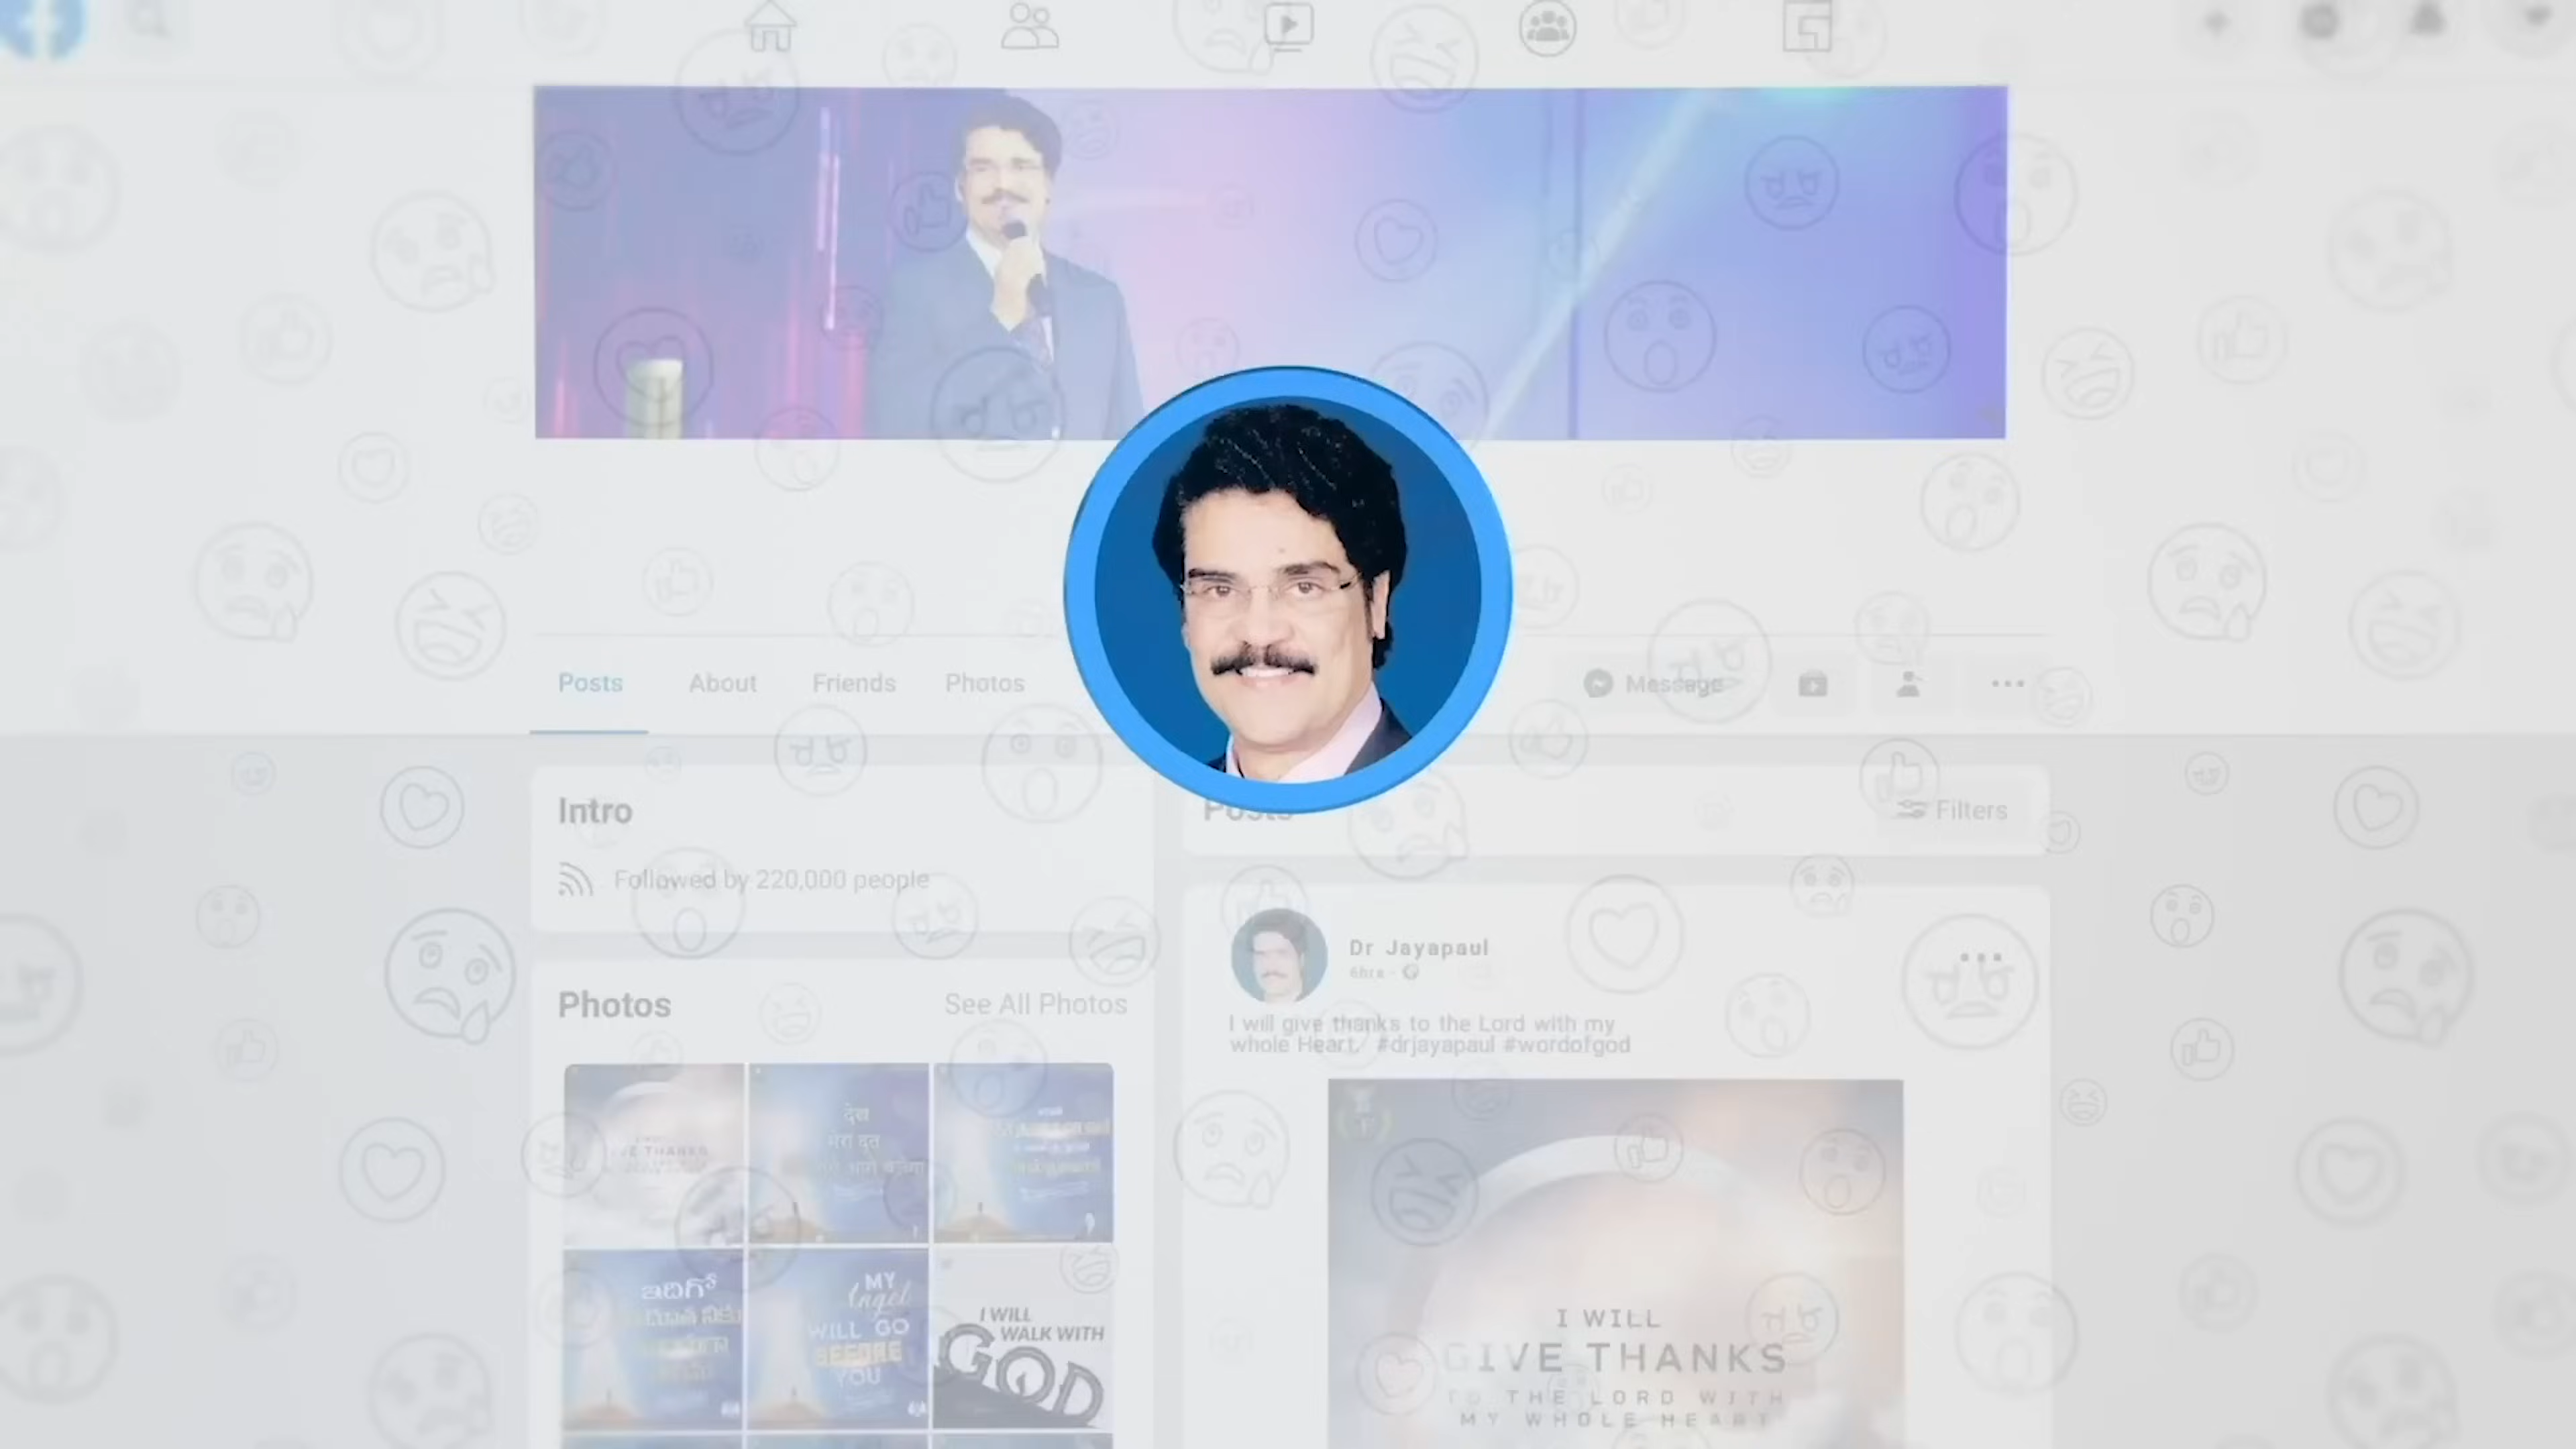 Posts
About
Friends
Photos
Message
Intro
Followed by 220,000 people
Photos
See All Photos
Posts
Filters
Dr Jayapaul
6hrs
I will give thanks to the Lord with my
whole Heart. #drjayapaul #wordofgod
देख
मेरा दूत
ఇదిగో
MY
Angel
WILL GO
BEFORE
YOU
I WILL
WALK WITH
GOD
I WILL
GIVE THANKS
TO THE LORD WITH
MY WHOLE HEART